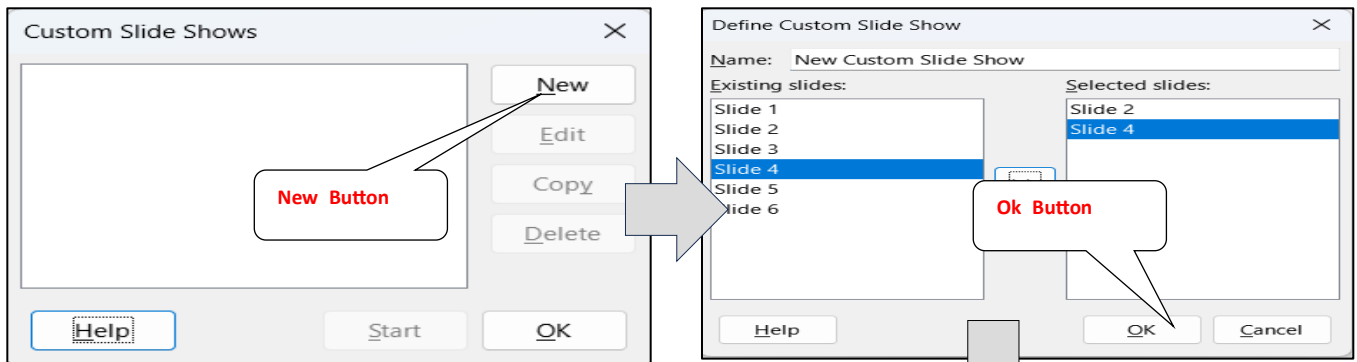 Custom Slide Shows
New
Edit
Copy
Delete
New Button
Help
Start
OK
Define Custom Slide Show
Name: New Custom Slide Show
Existing slides:
Selected slides:
Slide 1
Slide 2
Slide 3
Slide 4
Slide 5
lide 6
Slide 2
Slide 4
Ok Button
Help
OK
Cancel